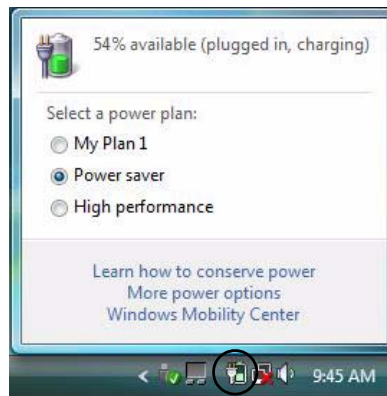 54% available (plugged in, charging)
Select a power plan:
My Plan 1
Power saver
High performance
Learn how to conserve power
More power options
Windows Mobility Center
9:45 AM